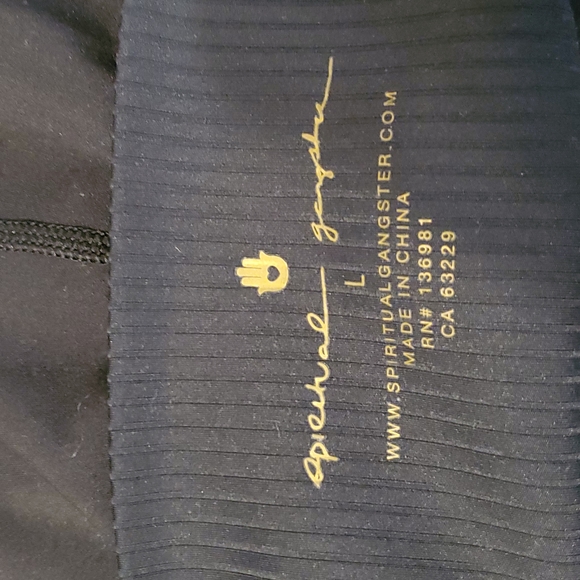 spiritual gangster
L
WWW.SPIRITUALGANGSTER.COM
MADE IN CHINA
RN# 136981
CA 63229